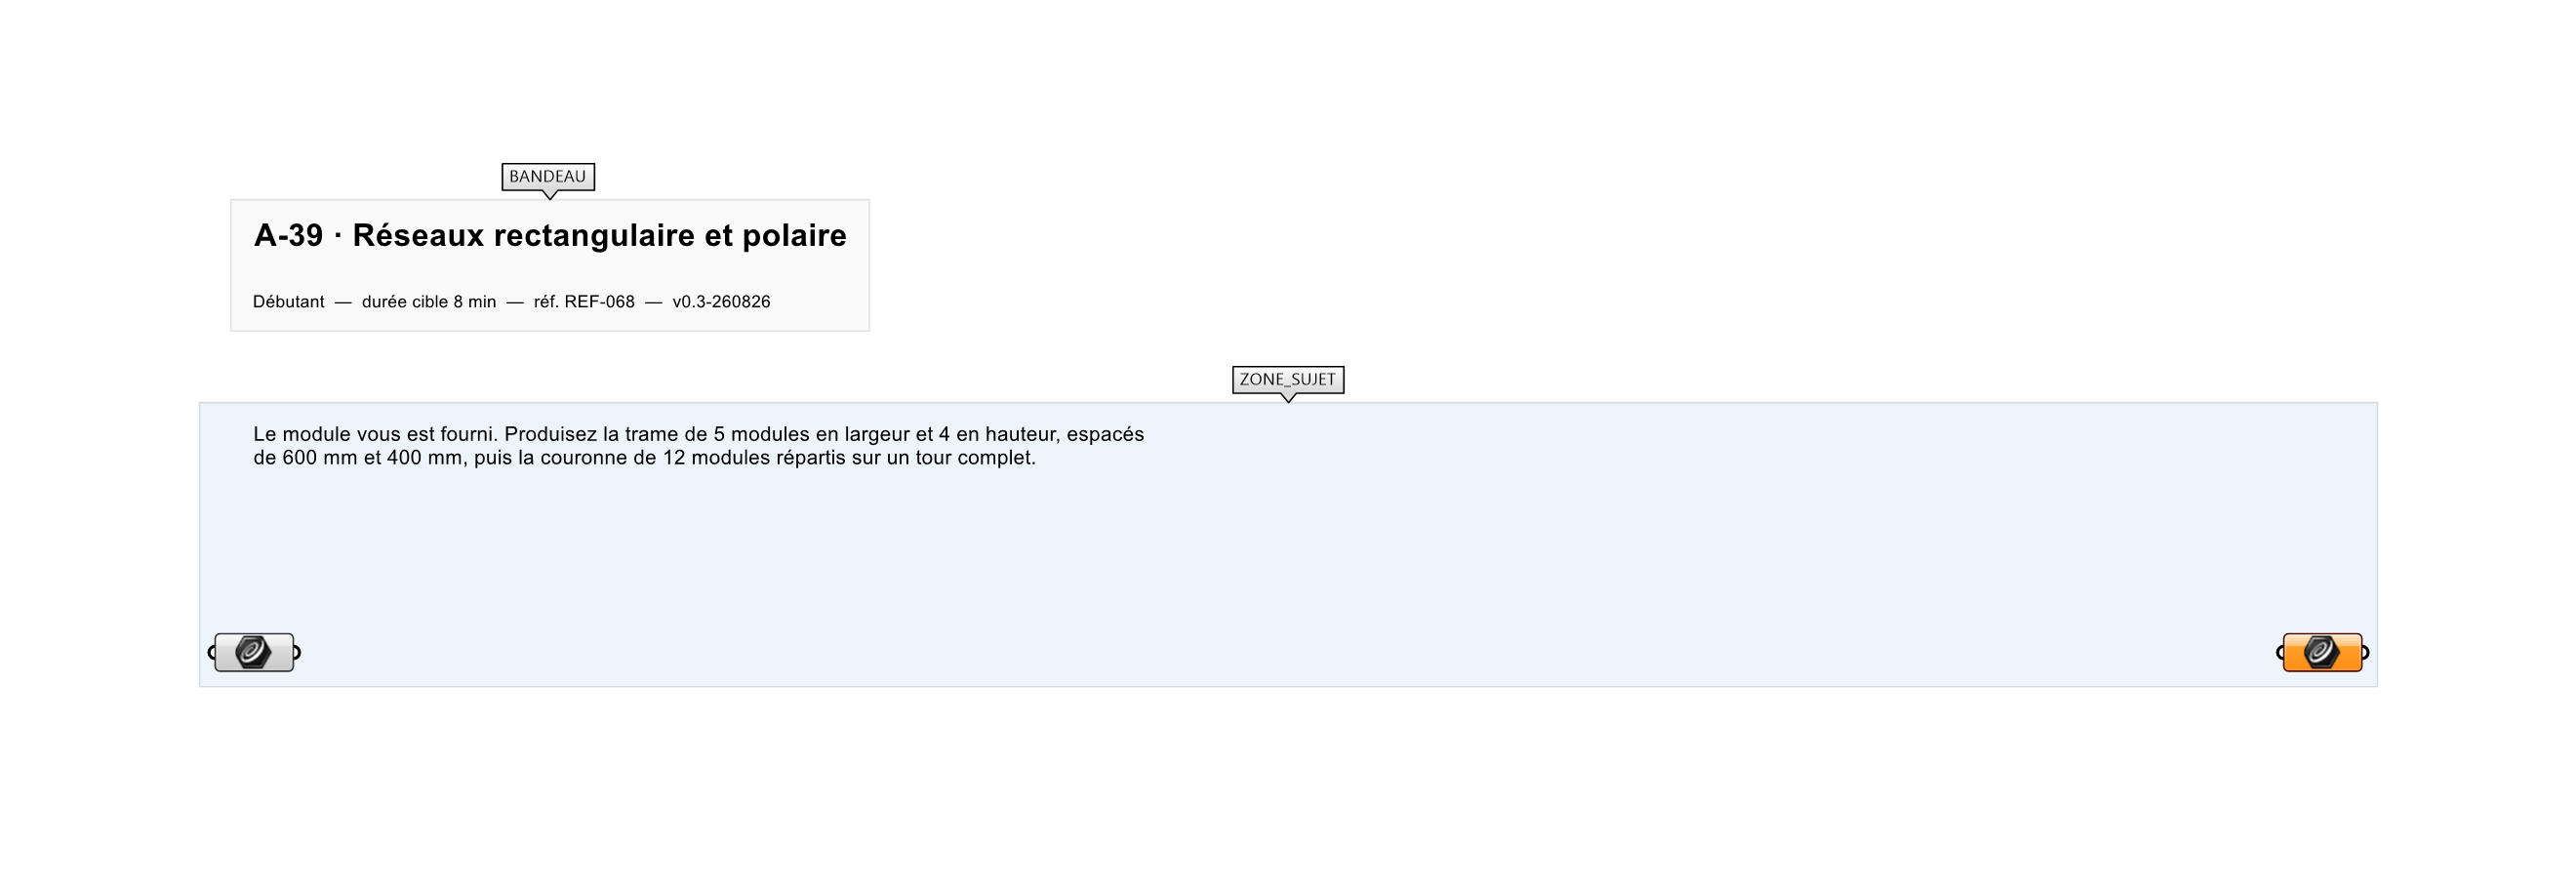 BANDEAU
A-39 · Réseaux rectangulaire et polaire
Débutant — durée cible 8 min — réf. REF-068 — v0.3-260826
ZONE_SUJET
Le module vous est fourni. Produisez la trame de 5 modules en largeur et 4 en hauteur, espacés
de 600 mm et 400 mm, puis la couronne de 12 modules répartis sur un tour complet.